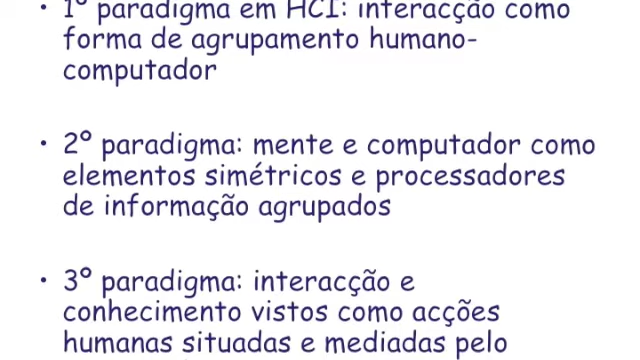 • 1º paradigma em HCI: interacção como
forma de agrupamento humano-
computador
• 2º paradigma: mente e computador como
elementos simétricos e processadores
de informação agrupados
• 3º paradigma: interacção e
conhecimento vistos como acções
humanas situadas e mediadas pelo